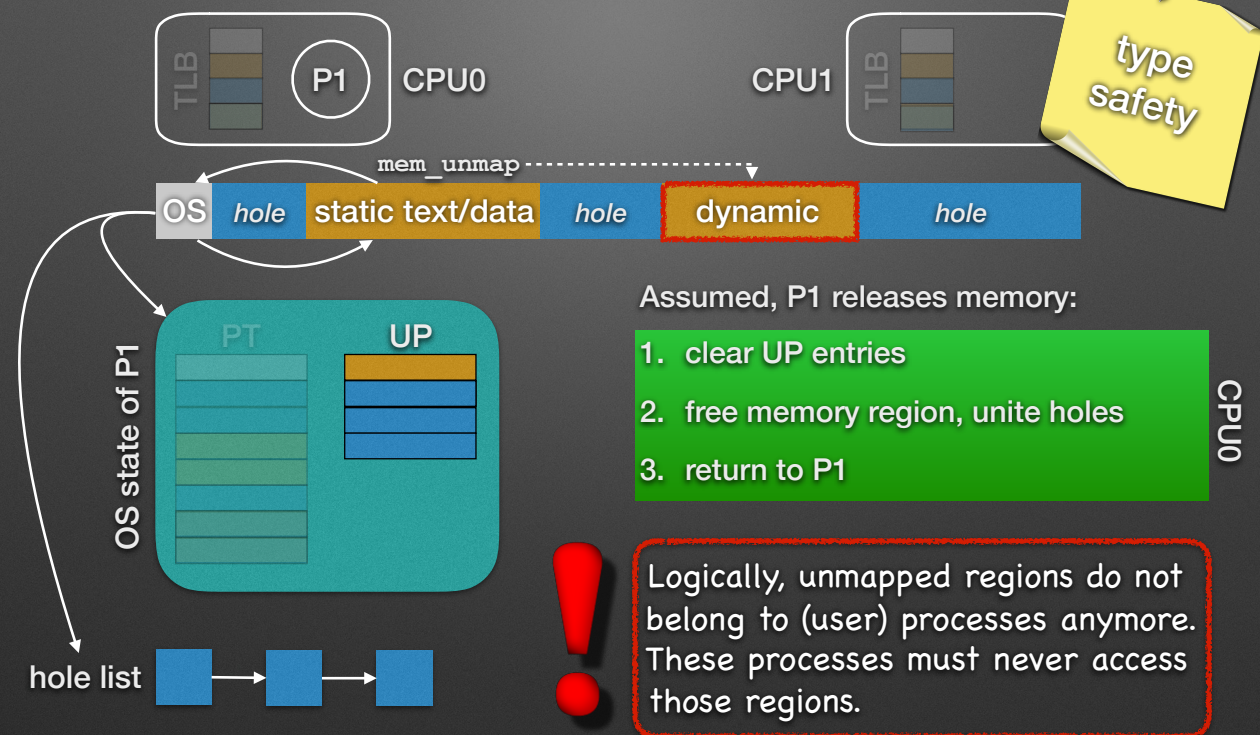 TLB
P1
CPU0
CPU1
TLB
type
safety
mem_unmap
OS
hole
static text/data
hole
dynamic
hole
Assumed, P1 releases memory:
OS state of P1
PT
UP
1. clear UP entries
2. free memory region, unite holes
3. return to P1
CPU0
Logically, unmapped regions do not
belong to (user) processes anymore.
These processes must never access
those regions.
hole list